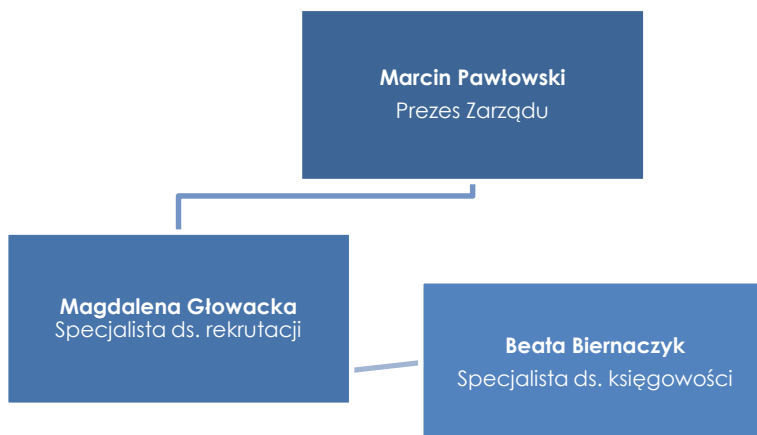 Marcin Pawłowski
Prezes Zarządu
Magdalena Głowacka
Specjalista ds. rekrutacji
Beata Biernaczyk
Specjalista ds. księgowości